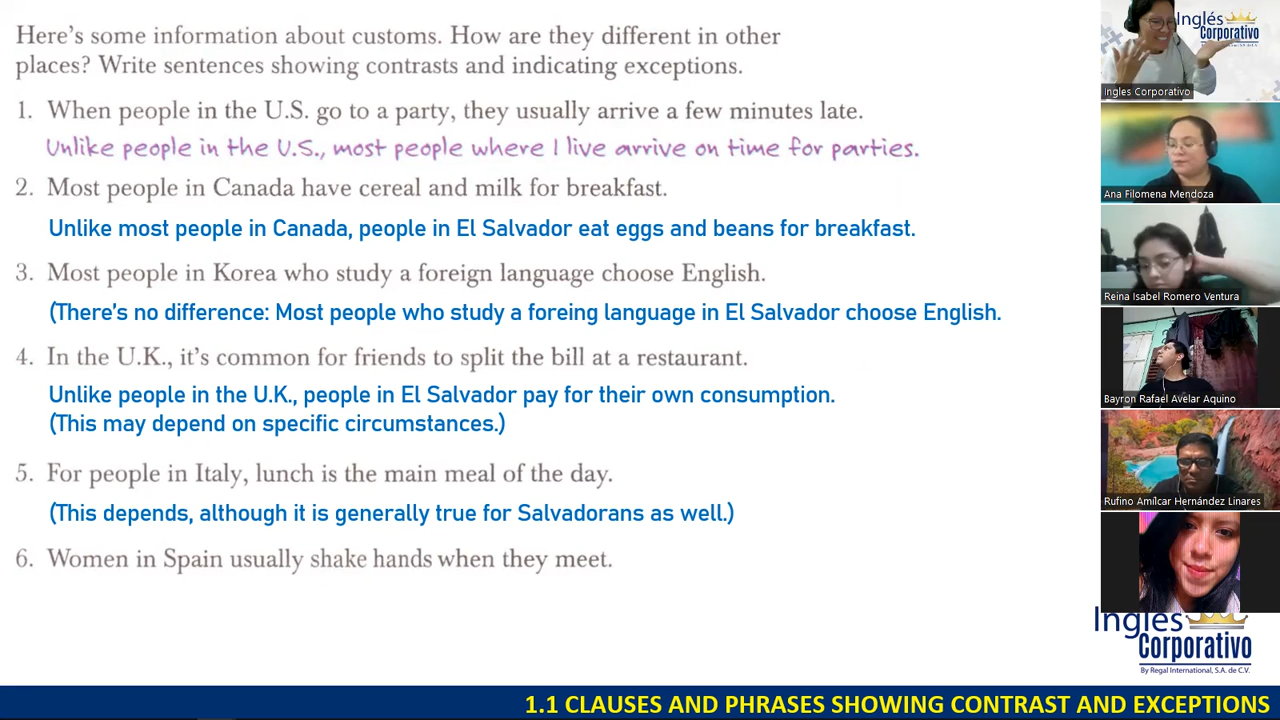 Here's some information about customs. How are they different in other
places? Write sentences showing contrasts and indicating exceptions.
1. When people in the U.S. go to a party, they usually arrive a few minutes late.
Unlike people in the U.S., most people where I live arrive on time for parties.
2. Most people in Canada have cereal and milk for breakfast.
Unlike most people in Canada, people in El Salvador eat eggs and beans for breakfast.
3. Most people in Korea who study a foreign language choose English.
(There's no difference: Most people who study a foreing language in El Salvador choose English.
4. In the U.K., it's common for friends to split the bill at a restaurant.
Unlike people in the U.K., people in El Salvador pay for their own consumption.
(This may depend on specific circumstances.)
5. For people in Italy, lunch is the main meal of the day.
(This depends, although it is generally true for Salvadorans as well.)
6. Women in Spain usually shake hands when they meet.
Inglés
Corporativo
Ingles Corporativo
Ana Filomena Mendoza
Reina Isabel Romero Ventura
Bayron Rafael Avelar Aquino
Rufino Amílcar Hernández Linares
Inglés
Corporativo
By Regal International, S.A. de C.V.
1.1 CLAUSES AND PHRASES SHOWING CONTRAST AND EXCEPTIONS